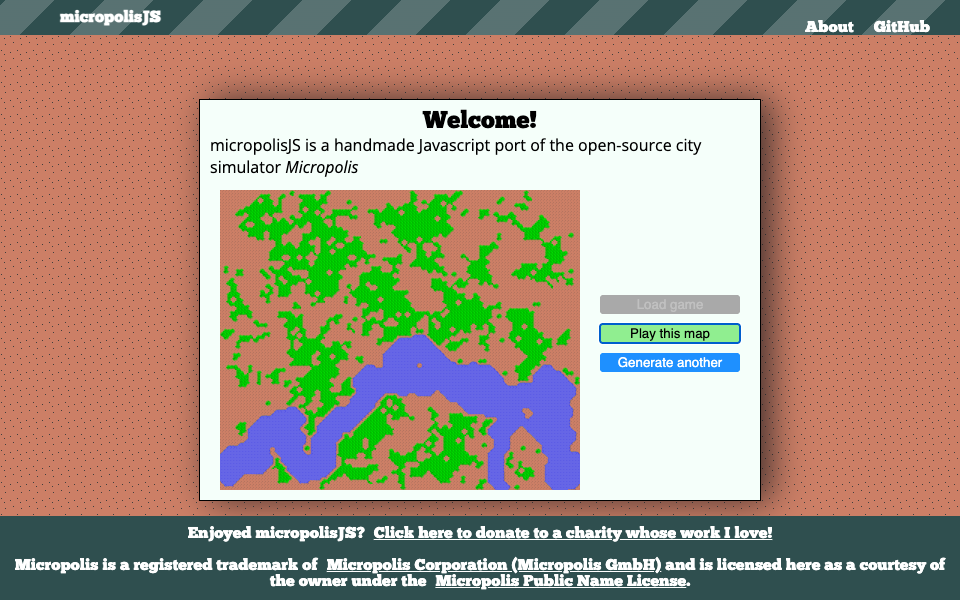 micropolisJS
About GitHub
Welcome!
micropolisJS is a handmade Javascript port of the open-source city
simulator Micropolis
Load game
Play this map
Generate another
Enjoyed micropolisJS? Click here to donate to a charity whose work I love!
Micropolis is a registered trademark of Micropolis Corporation (Micropolis GmbH) and is licensed here as a courtesy of
the owner under the Micropolis Public Name License.